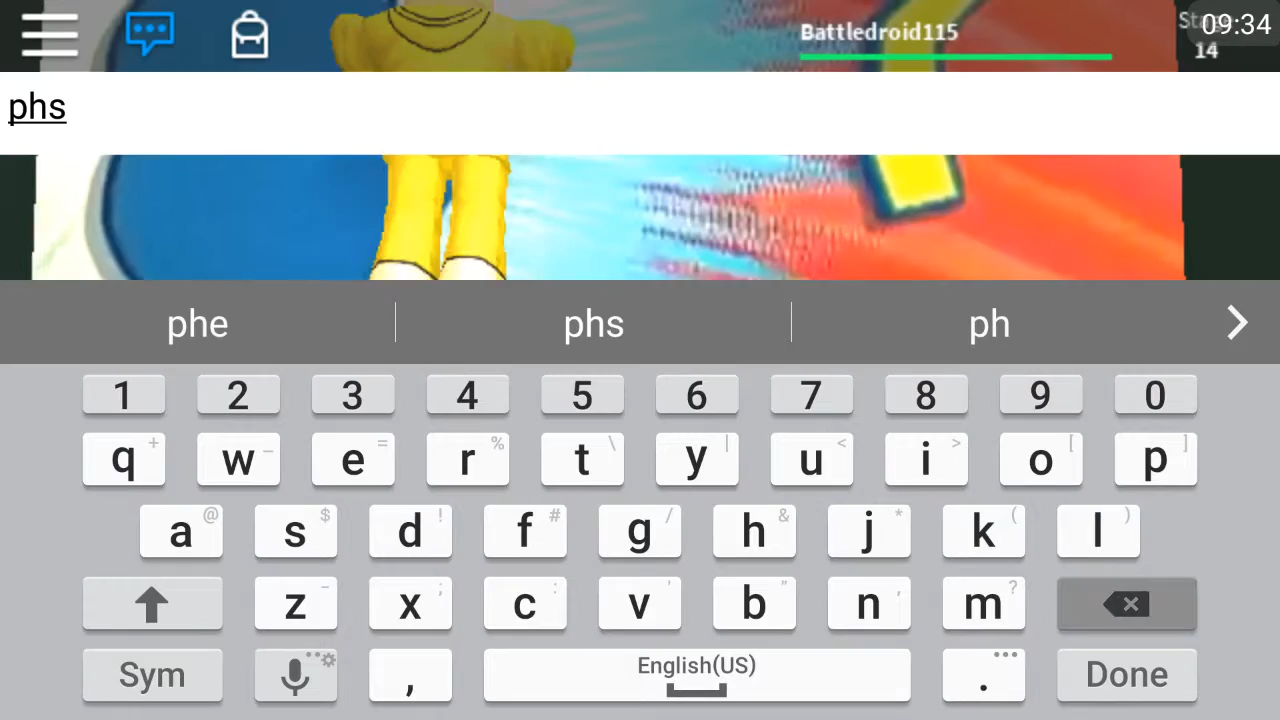 Battledroid115
09:34
14
phs
phe phs ph
1 2 3 4 5 6 7 8 9 0
q + w _ e = r % t \ y | u < i > o [ p ]
a @ s $ d ! f # g / h & j * k ( l )
z - x ; c : v ' b " n , m ?
Sym , English(US) . Done